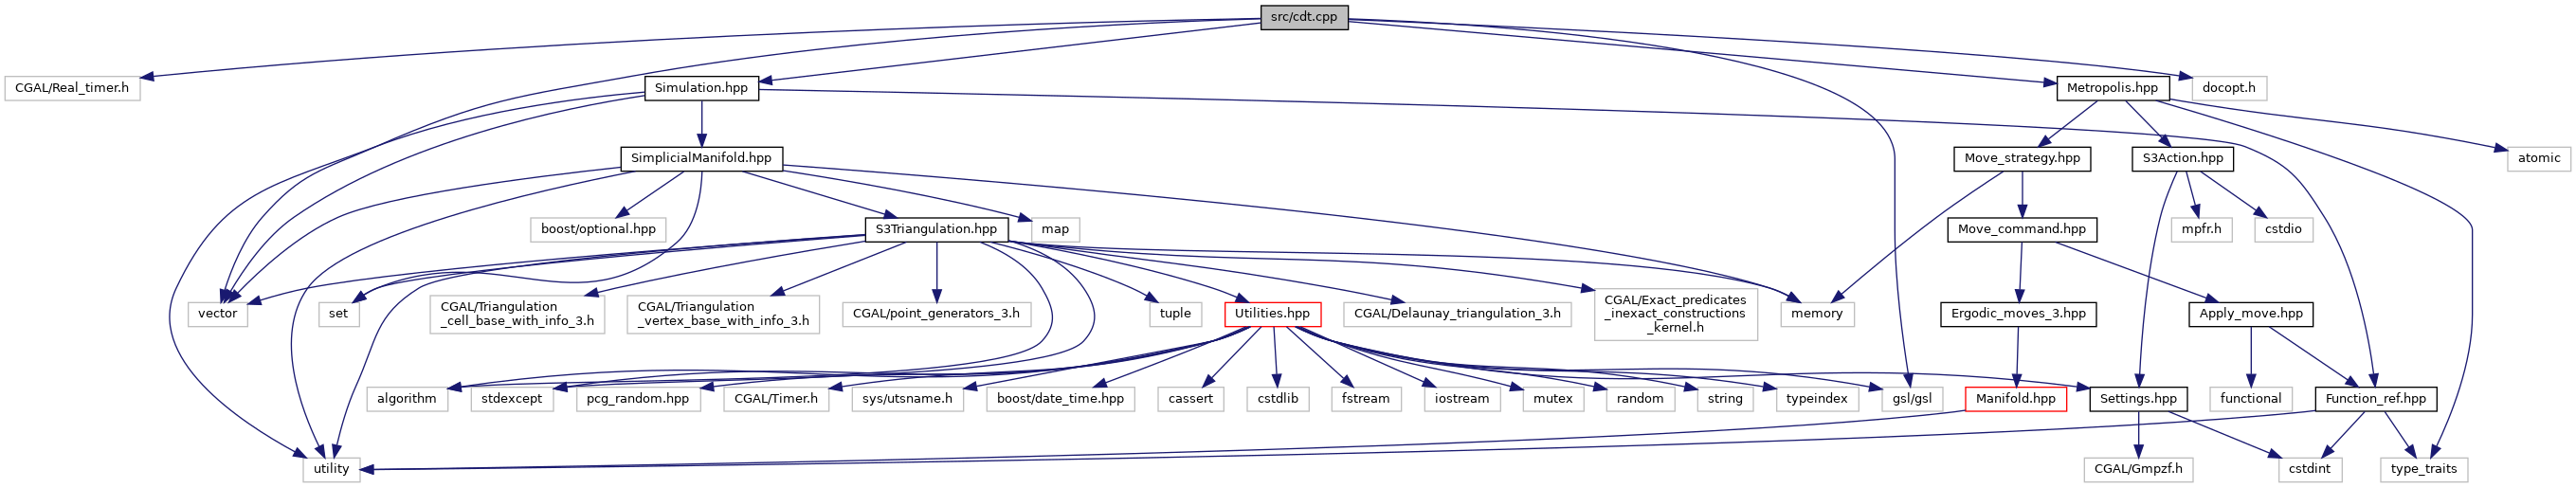 src/cdt.cpp
CGAL/Real_timer.h
Simulation.hpp
Metropolis.hpp
docopt.h
SimplicialManifold.hpp
Move_strategy.hpp
S3Action.hpp
atomic
boost/optional.hpp
S3Triangulation.hpp
map
Move_command.hpp
mpfr.h
cstdio
vector
set
CGAL/Triangulation
_cell_base_with_info_3.h
CGAL/Triangulation
_vertex_base_with_info_3.h
CGAL/point_generators_3.h
tuple
Utilities.hpp
CGAL/Delaunay_triangulation_3.h
CGAL/Exact_predicates
_inexact_constructions
_kernel.h
memory
Ergodic_moves_3.hpp
Apply_move.hpp
algorithm
stdexcept
pcg_random.hpp
CGAL/Timer.h
sys/utsname.h
boost/date_time.hpp
cassert
cstdlib
fstream
iostream
mutex
random
string
typeindex
gsl/gsl
Manifold.hpp
Settings.hpp
functional
Function_ref.hpp
utility
CGAL/Gmpzf.h
cstdint
type_traits